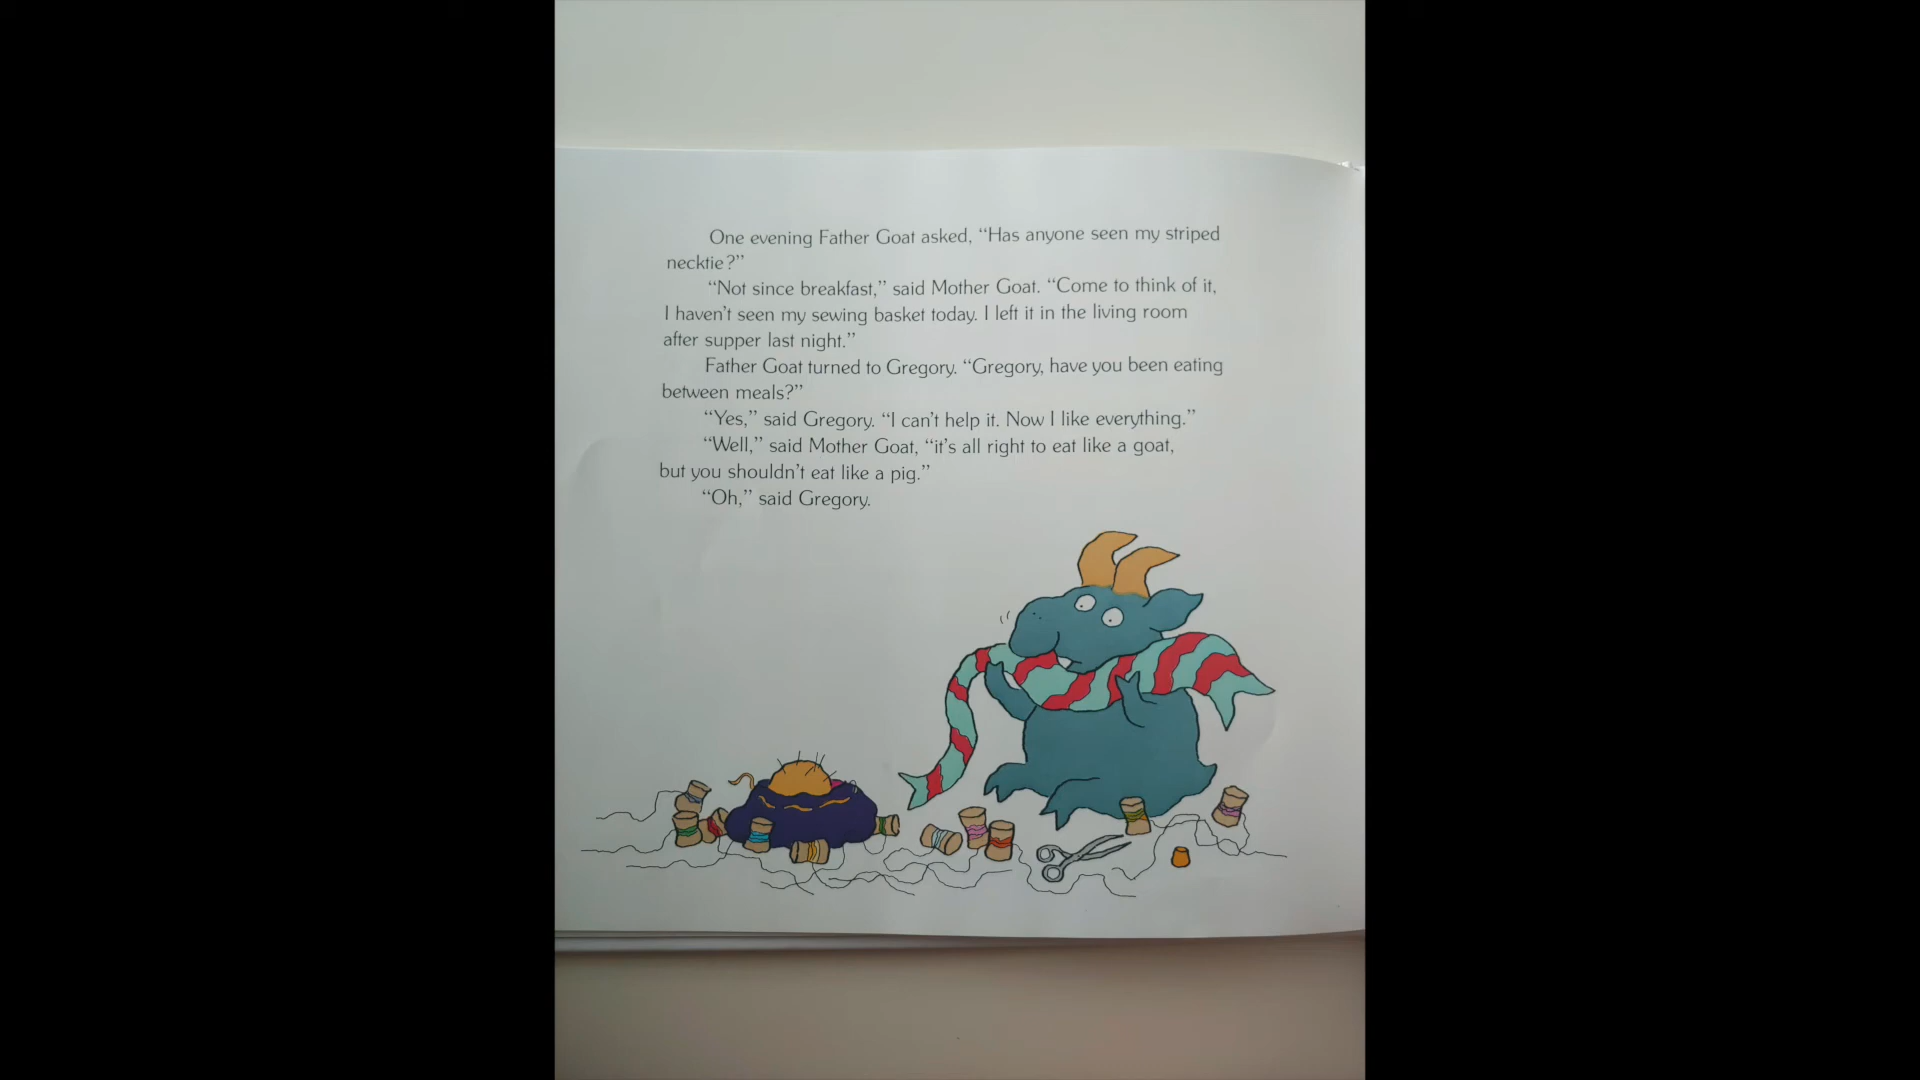 One evening Father Goat asked, “Has anyone seen my striped
necktie?”
“Not since breakfast,” said Mother Goat. “Come to think of it,
I haven’t seen my sewing basket today. I left it in the living room
after supper last night.”
Father Goat turned to Gregory. “Gregory, have you been eating
between meals?”
“Yes,” said Gregory. “I can’t help it. Now I like everything.”
“Well,” said Mother Goat, “it’s all right to eat like a goat,
but you shouldn’t eat like a pig.”
“Oh,” said Gregory.